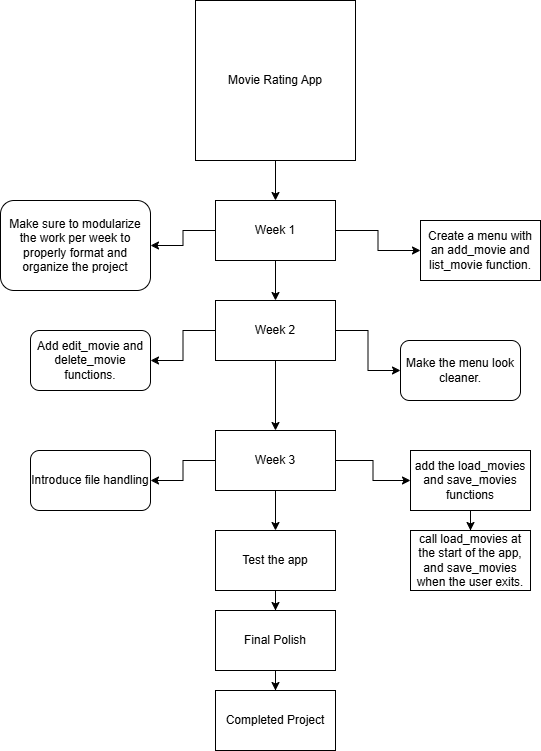 Movie Rating App
Make sure to modularize
the work per week to
properly format and
organize the project
Week 1
Create a menu with
an add_movie and
list_movie function.
Week 2
Add edit_movie and
delete_movie
functions.
Make the menu look
cleaner.
Week 3
Introduce file handling
add the load_movies
and save_movies
functions
Test the app
call load_movies at
the start of the app,
and save_movies
when the user exits.
Final Polish
Completed Project